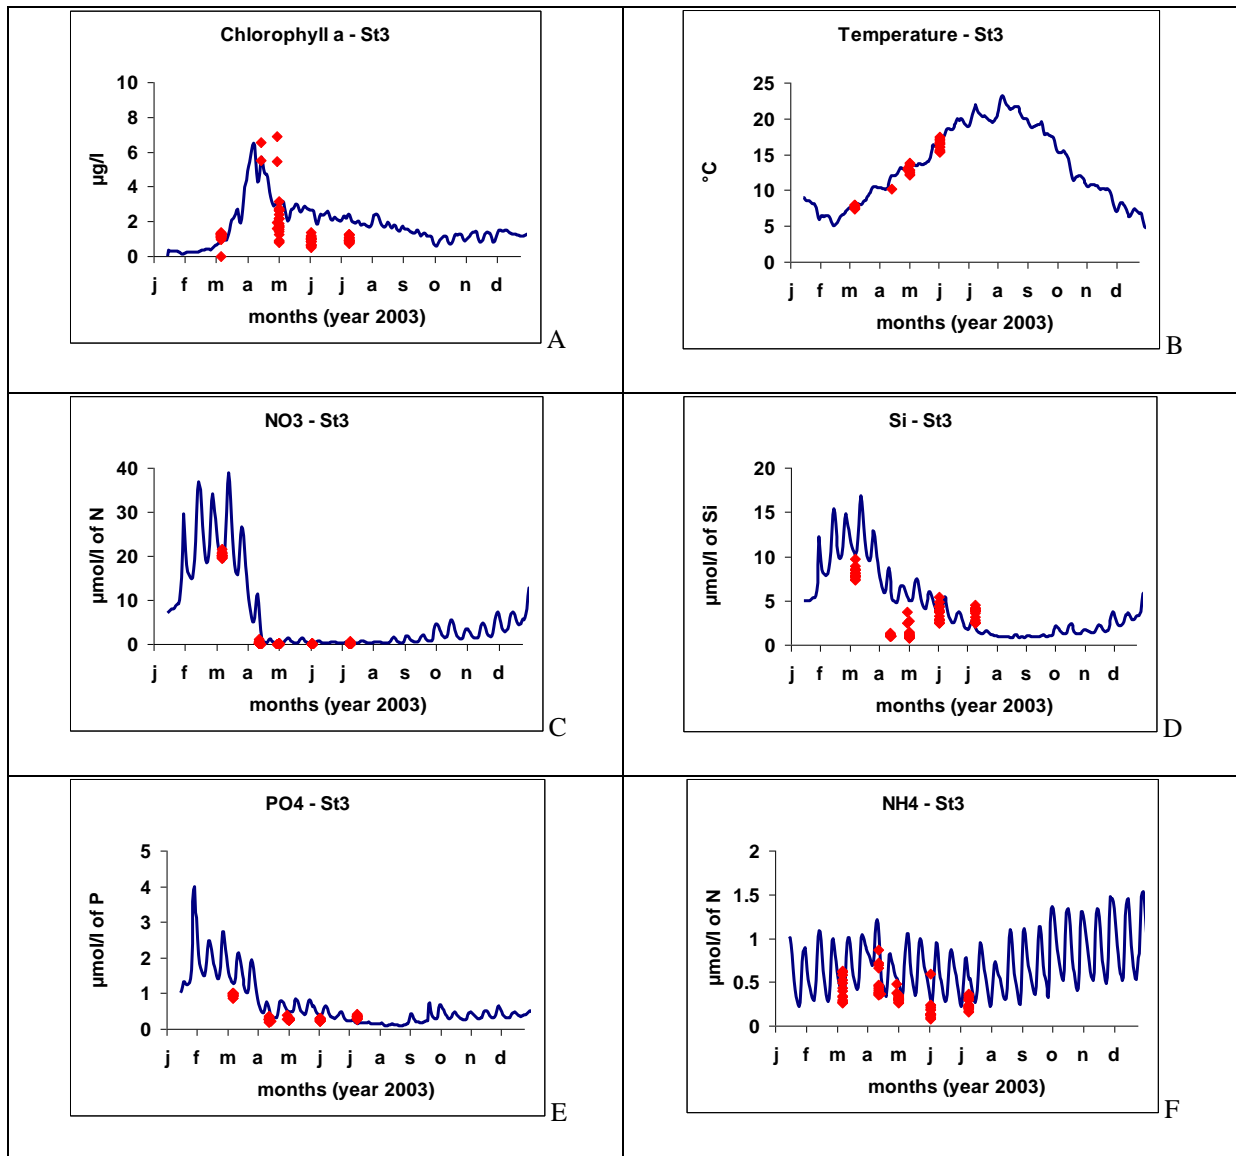 Chlorophyll a - St3
10
8
6
4
2
0
µg/l
j f m a m j j a s o n d
months (year 2003)
A
Temperature - St3
25
20
15
10
5
0
°C
j f m a m j j a s o n d
months (year 2003)
B
NO3 - St3
40
30
20
10
0
µmol/l of N
j f m a m j j a s o n d
months (year 2003)
C
Si - St3
20
15
10
5
0
µmol/l of Si
j f m a m j j a s o n d
months (year 2003)
D
PO4 - St3
5
4
3
2
1
0
µmol/l of P
j f m a m j j a s o n d
months (year 2003)
E
NH4 - St3
2
1.5
1
0.5
0
µmol/l of N
j f m a m j j a s o n d
months (year 2003)
F